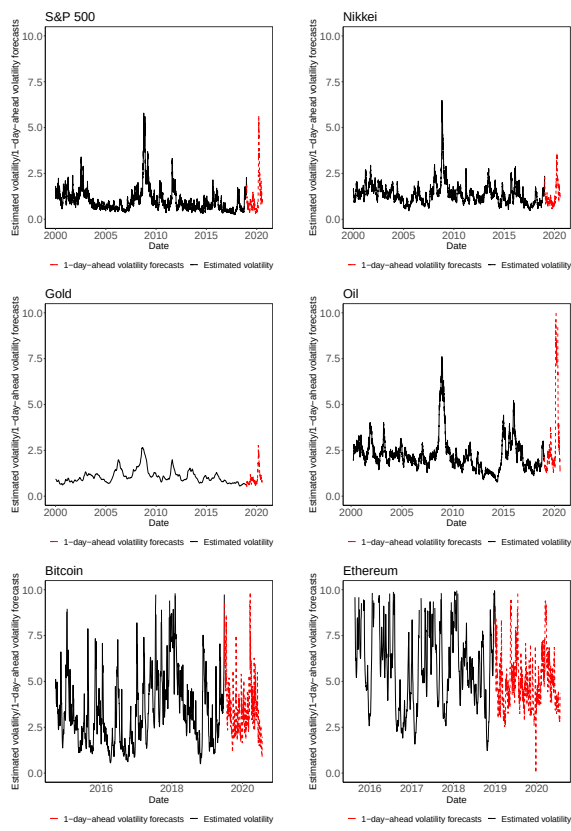 S&P 500
Estimated volatility/1−day−ahead volatility forecasts
10.0
7.5
5.0
2.5
0.0
2000 2005 2010 2015 2020
Date
1−day−ahead volatility forecasts Estimated volatility
Nikkei
Estimated volatility/1−day−ahead volatility forecasts
10.0
7.5
5.0
2.5
0.0
2000 2005 2010 2015 2020
Date
1−day−ahead volatility forecasts Estimated volatility
Gold
Estimated volatility/1−day−ahead volatility forecasts
10.0
7.5
5.0
2.5
0.0
2000 2005 2010 2015 2020
Date
1−day−ahead volatility forecasts Estimated volatility
Oil
Estimated volatility/1−day−ahead volatility forecasts
10.0
7.5
5.0
2.5
0.0
2000 2005 2010 2015 2020
Date
1−day−ahead volatility forecasts Estimated volatility
Bitcoin
Estimated volatility/1−day−ahead volatility forecasts
10.0
7.5
5.0
2.5
0.0
2016 2018 2020
Date
1−day−ahead volatility forecasts Estimated volatility
Ethereum
Estimated volatility/1−day−ahead volatility forecasts
10.0
7.5
5.0
2.5
0.0
2016 2017 2018 2019 2020
Date
1−day−ahead volatility forecasts Estimated volatility